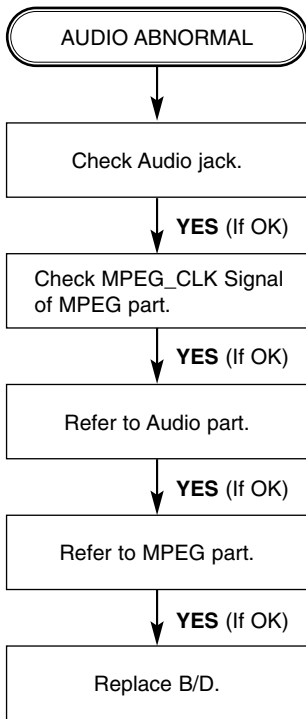 AUDIO ABNORMAL
Check Audio jack.
YES (If OK)
Check MPEG_CLK Signal
of MPEG part.
YES (If OK)
Refer to Audio part.
YES (If OK)
Refer to MPEG part.
YES (If OK)
Replace B/D.